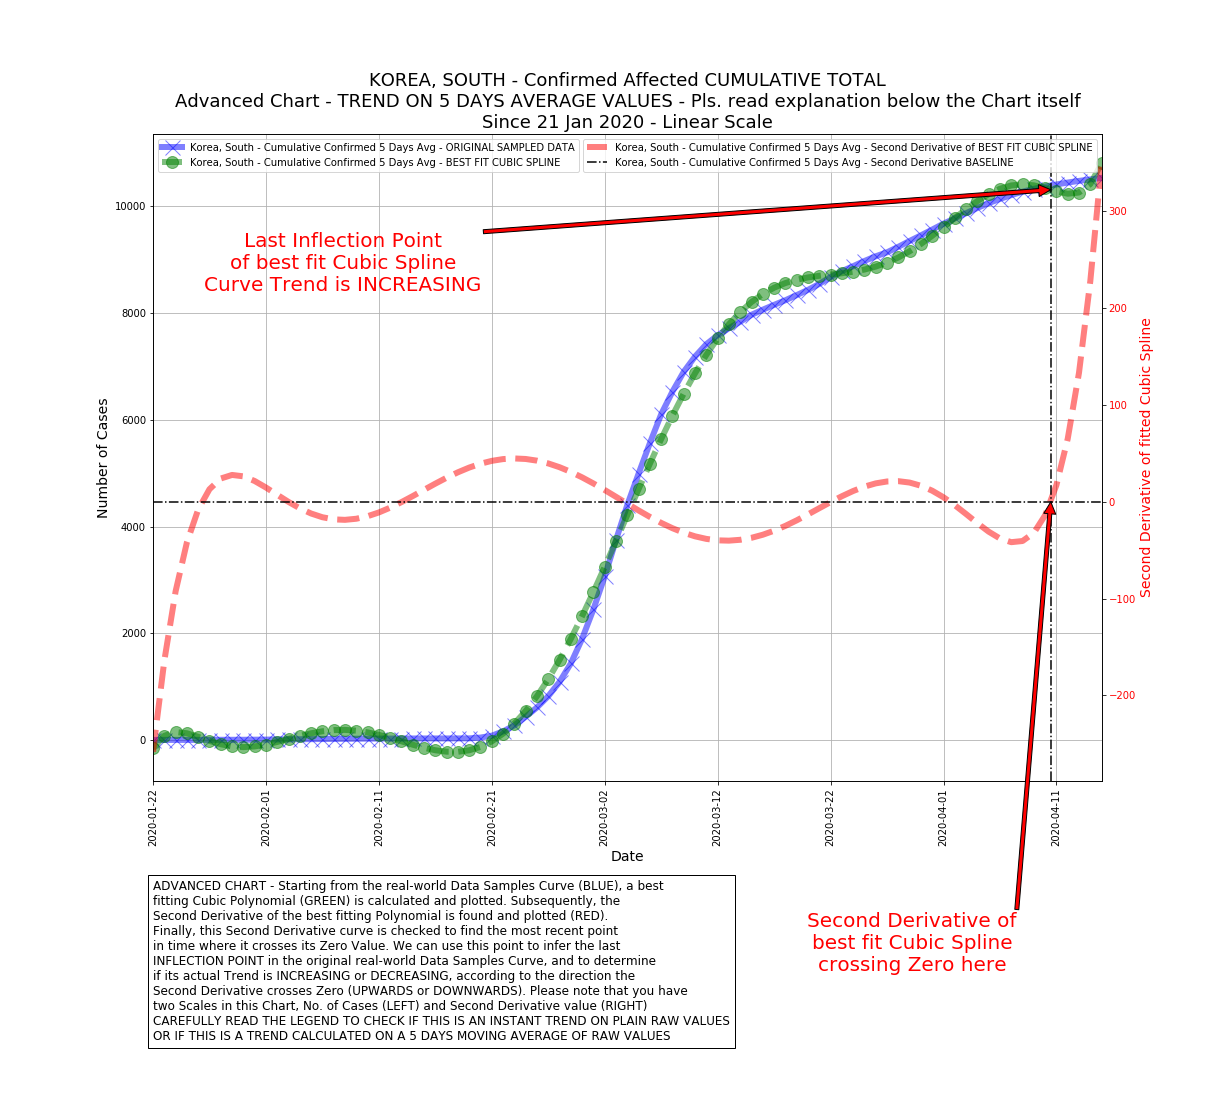 KOREA, SOUTH - Confirmed Affected CUMULATIVE TOTAL
Advanced Chart - TREND ON 5 DAYS AVERAGE VALUES - Pls. read explanation below the Chart itself
Since 21 Jan 2020 - Linear Scale
Korea, South - Cumulative Confirmed 5 Days Avg - ORIGINAL SAMPLED DATA
Korea, South - Cumulative Confirmed 5 Days Avg - BEST FIT CUBIC SPLINE
Korea, South - Cumulative Confirmed 5 Days Avg - Second Derivative of BEST FIT CUBIC SPLINE
Korea, South - Cumulative Confirmed 5 Days Avg - Second Derivative BASELINE
Last Inflection Point
of best fit Cubic Spline
Curve Trend is INCREASING
Number of Cases
10000
8000
6000
4000
2000
0
Second Derivative of fitted Cubic Spline
300
200
100
0
−100
−200
2020-01-22
2020-02-01
2020-02-11
2020-02-21
2020-03-02
2020-03-12
2020-03-22
2020-04-01
2020-04-11
Date
ADVANCED CHART - Starting from the real-world Data Samples Curve (BLUE), a best
fitting Cubic Polynomial (GREEN) is calculated and plotted. Subsequently, the
Second Derivative of the best fitting Polynomial is found and plotted (RED).
Finally, this Second Derivative curve is checked to find the most recent point
in time where it crosses its Zero Value. We can use this point to infer the last
INFLECTION POINT in the original real-world Data Samples Curve, and to determine
if its actual Trend is INCREASING or DECREASING, according to the direction the
Second Derivative crosses Zero (UPWARDS or DOWNWARDS). Please note that you have
two Scales in this Chart, No. of Cases (LEFT) and Second Derivative value (RIGHT)
CAREFULLY READ THE LEGEND TO CHECK IF THIS IS AN INSTANT TREND ON PLAIN RAW VALUES
OR IF THIS IS A TREND CALCULATED ON A 5 DAYS MOVING AVERAGE OF RAW VALUES
Second Derivative of
best fit Cubic Spline
crossing Zero here